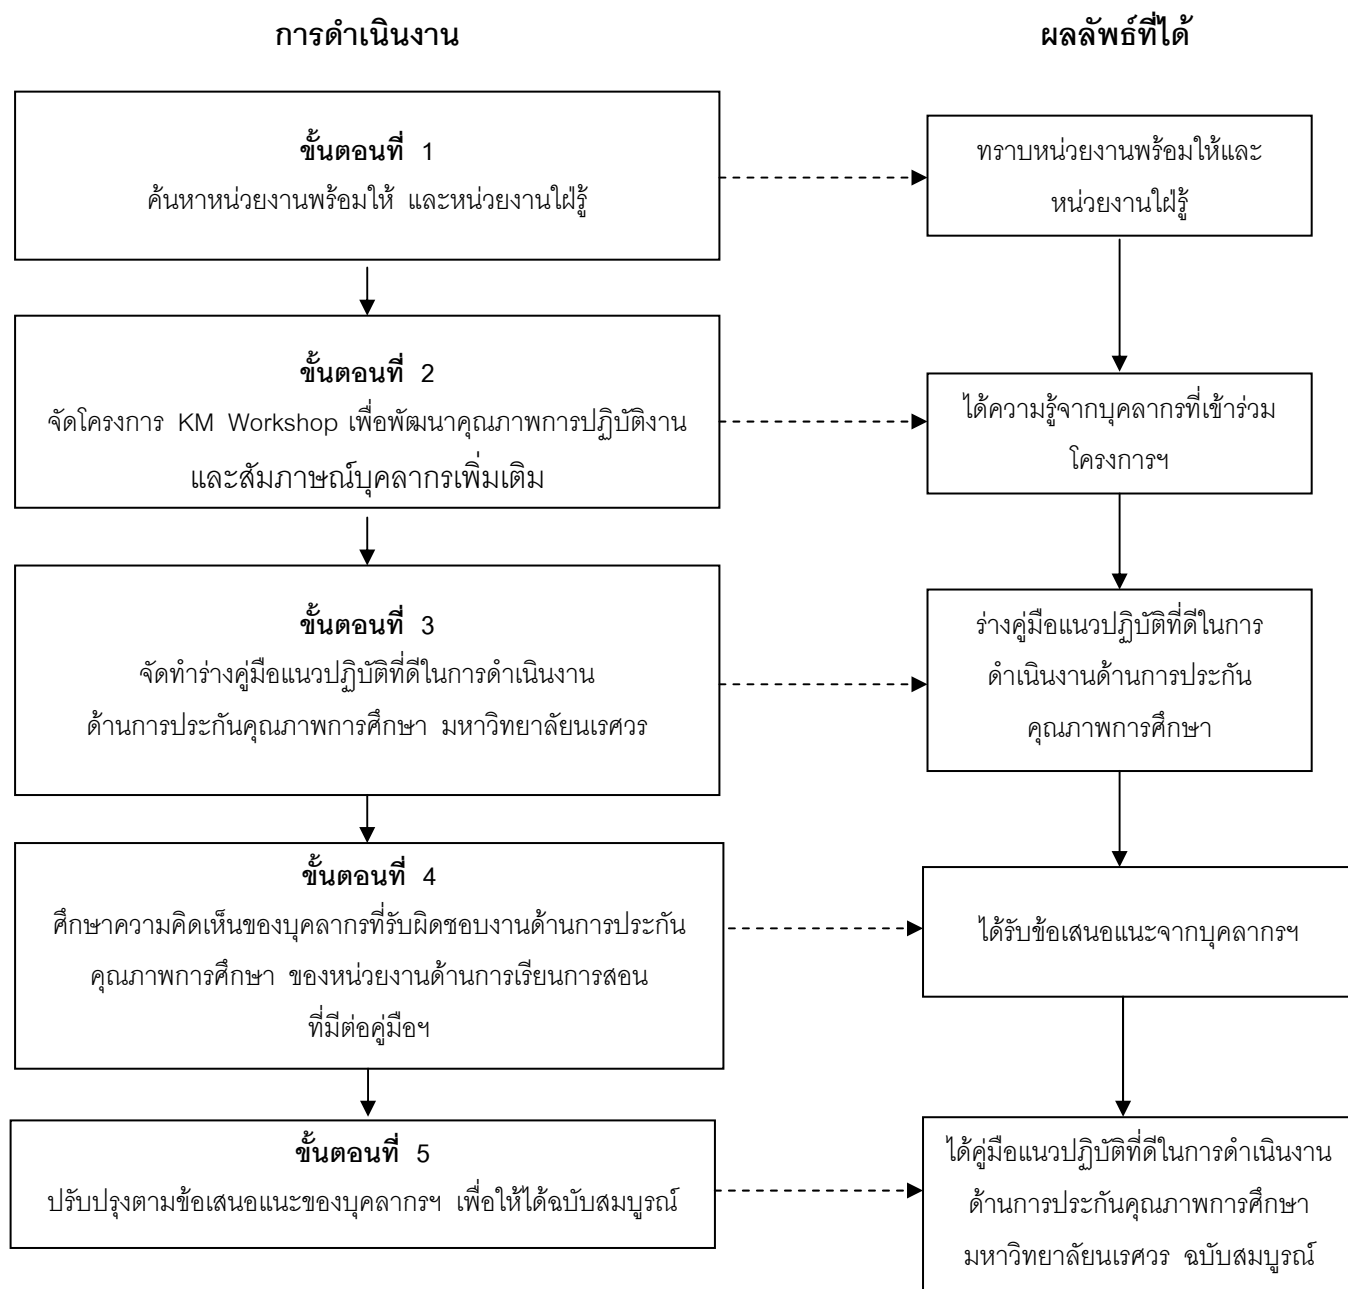 การดำเนินงาน
ผลลัพธ์ที่ได้
ขั้นตอนที่ 1
ค้นหาหน่วยงานพร้อมให้ และหน่วยงานใฝ่รู้
ทราบหน่วยงานพร้อมให้และ
หน่วยงานใฝ่รู้
ขั้นตอนที่ 2
จัดโครงการ KM Workshop เพื่อพัฒนาคุณภาพการปฏิบัติงาน
และสัมภาษณ์บุคลากรเพิ่มเติม
ได้ความรู้จากบุคลากรที่เข้าร่วม
โครงการฯ
ขั้นตอนที่ 3
จัดทำร่างคู่มือแนวปฏิบัติที่ดีในการดำเนินงาน
ด้านการประกันคุณภาพการศึกษา มหาวิทยาลัยนเรศวร
ร่างคู่มือแนวปฏิบัติที่ดีในการ
ดำเนินงานด้านการประกัน
คุณภาพการศึกษา
ขั้นตอนที่ 4
ศึกษาความคิดเห็นของบุคลากรที่รับผิดชอบงานด้านการประกัน
คุณภาพการศึกษา ของหน่วยงานด้านการเรียนการสอน
ที่มีต่อคู่มือฯ
ได้รับข้อเสนอแนะจากบุคลากรฯ
ขั้นตอนที่ 5
ปรับปรุงตามข้อเสนอแนะของบุคลากรฯ เพื่อให้ได้ฉบับสมบูรณ์
ได้คู่มือแนวปฏิบัติที่ดีในการดำเนินงาน
ด้านการประกันคุณภาพการศึกษา
มหาวิทยาลัยนเรศวร ฉบับสมบูรณ์